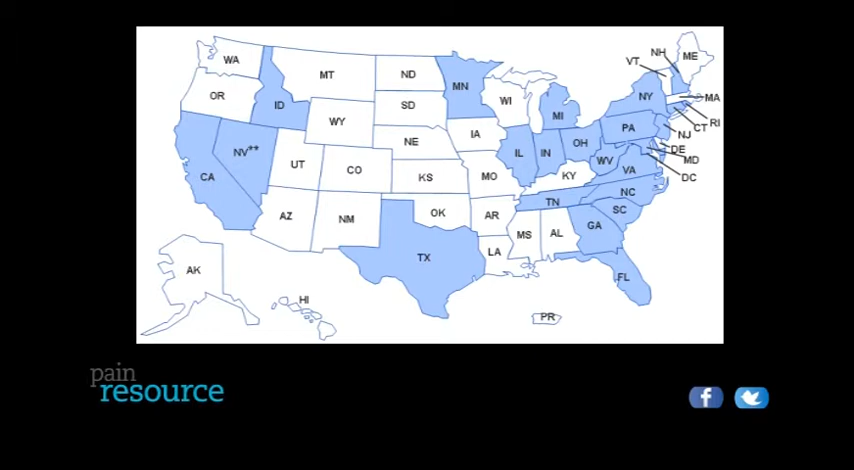 NH
ME
VT
WA
MT
ND
MN
OR
ID
SD
WI
MI
NY
MA
WY
RI
CT
IA
PA
NJ
NE
NV**
OH
DE
IL
IN
MD
UT
CO
WV
VA
CA
KS
MO
KY
DC
NC
TN
AZ
NM
OK
AR
SC
MS
AL
GA
LA
TX
AK
FL
HI
PR
pain
resource
f